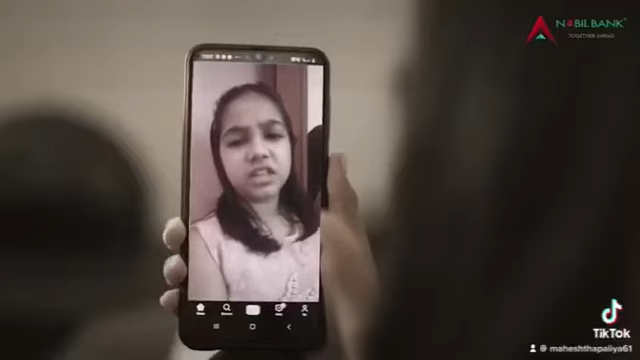 NABIL BANK
TOGETHER AHEAD
TikTok
@maheshthapaliya61